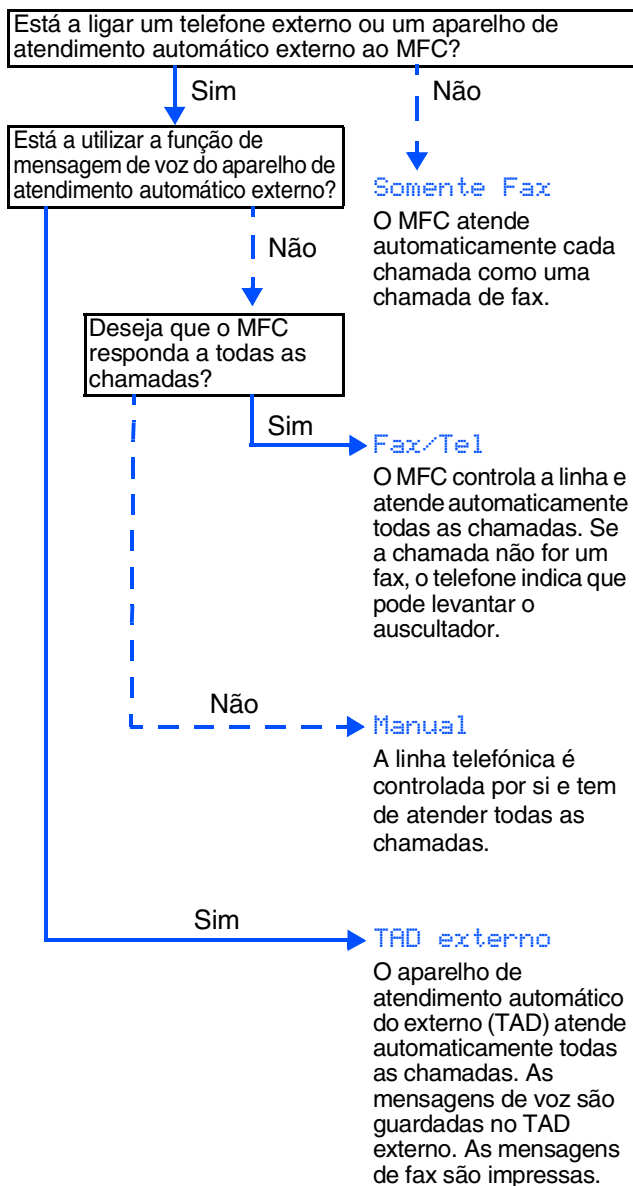 Está a ligar um telefone externo ou um aparelho de
atendimento automático externo ao MFC?
Sim
Não
Está a utilizar a função de
mensagem de voz do aparelho de
atendimento automático externo?
Somente Fax
O MFC atende
automaticamente cada
chamada como uma
chamada de fax.
Não
Deseja que o MFC
responda a todas as
chamadas?
Sim
Fax/Tel
O MFC controla a linha e
atende automaticamente
todas as chamadas. Se
a chamada não for um
fax, o telefone indica que
pode levantar o
auscultador.
Não
Manual
A linha telefónica é
controlada por si e tem
de atender todas as
chamadas.
Sim
TAD externo
O aparelho de
atendimento automático
do externo (TAD) atende
automaticamente todas
as chamadas. As
mensagens de voz são
guardadas no TAD
externo. As mensagens
de fax são impressas.